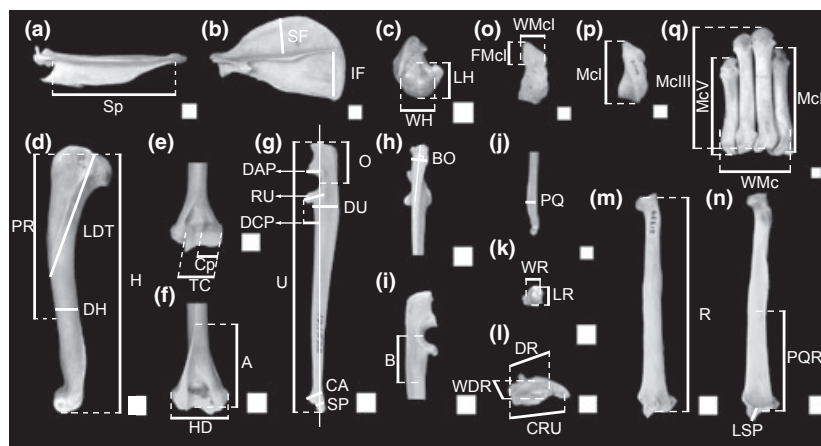 (a)
Sp
(b)
SF
IF
(c)
LH
WH
(o)
WMcI
FMcI
(p)
McI
(q)
McIII
McV
WMc
(d)
PR
LDT
H
DH
(e)
Cp
TC
(f)
A
HD
(g)
DAP
O
RU
DU
DCP
U
CA
SP
(h)
BO
(i)
B
(j)
PQ
(k)
WR
LR
(l)
DR
WDR
CRU
(m)
R
(n)
PQR
LSP